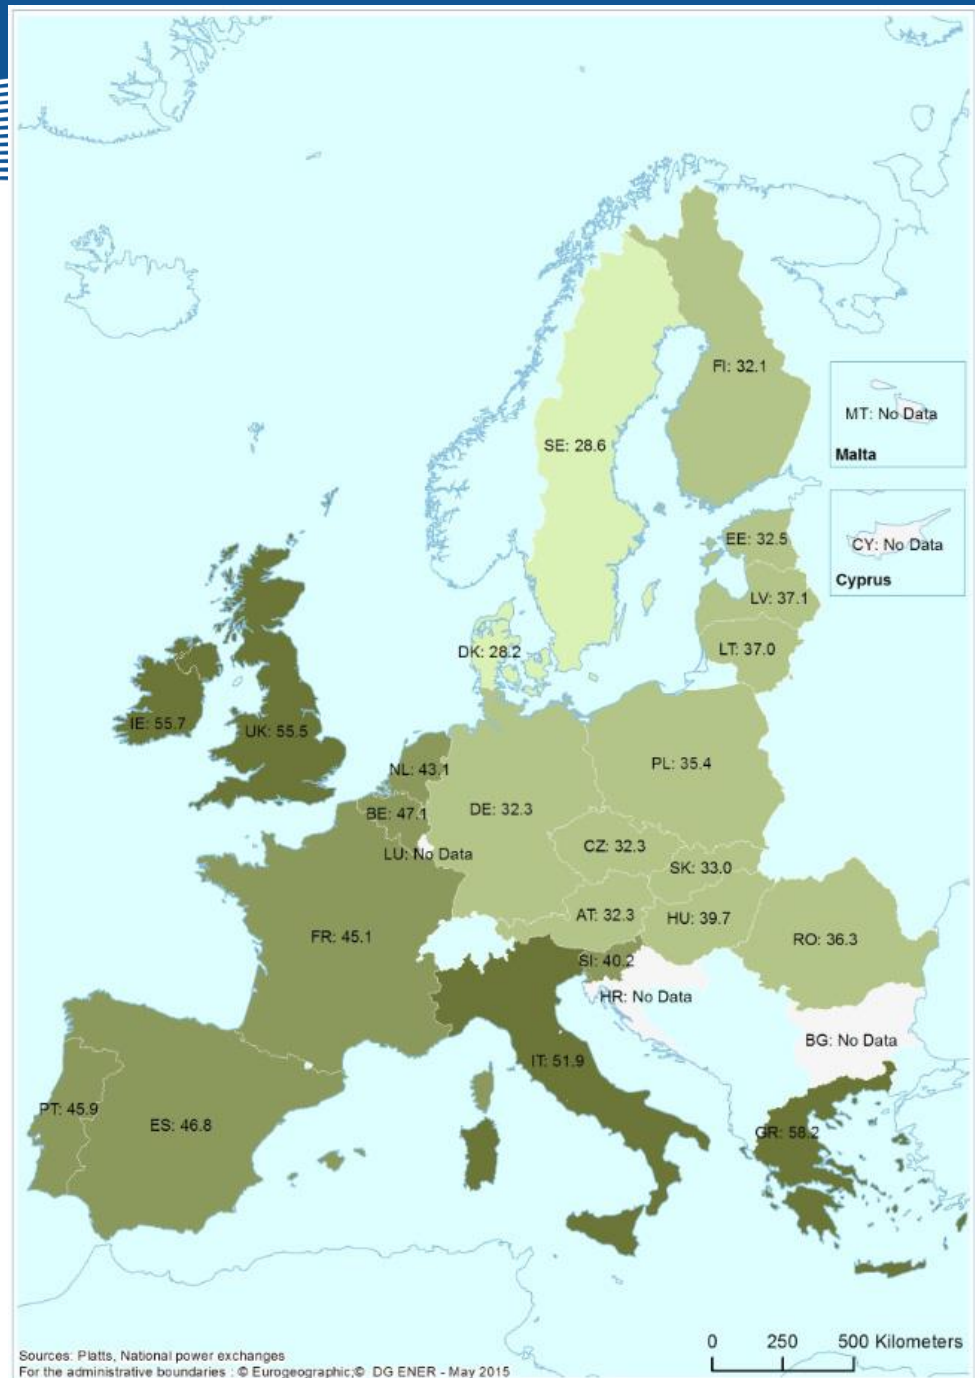 FI: 32.1
MT: No Data
Malta
SE: 28.6
EE: 32.5
CY: No Data
Cyprus
LV: 37.1
LT: 37.0
DK: 28.2
IE: 55.7
UK: 55.5
NL: 43.1
PL: 35.4
BE: 47.1
DE: 32.3
CZ: 32.3
LU: No Data
SK: 33.0
AT: 32.3
HU: 39.7
FR: 45.1
RO: 36.3
SI: 40.2
HR: No Data
BG: No Data
IT: 51.9
PT: 45.9
ES: 46.8
GR: 58.2
0 250 500 Kilometers
Sources: Platts, National power exchanges
For the administrative boundaries : © Eurogeographic;© DG ENER - May 2015